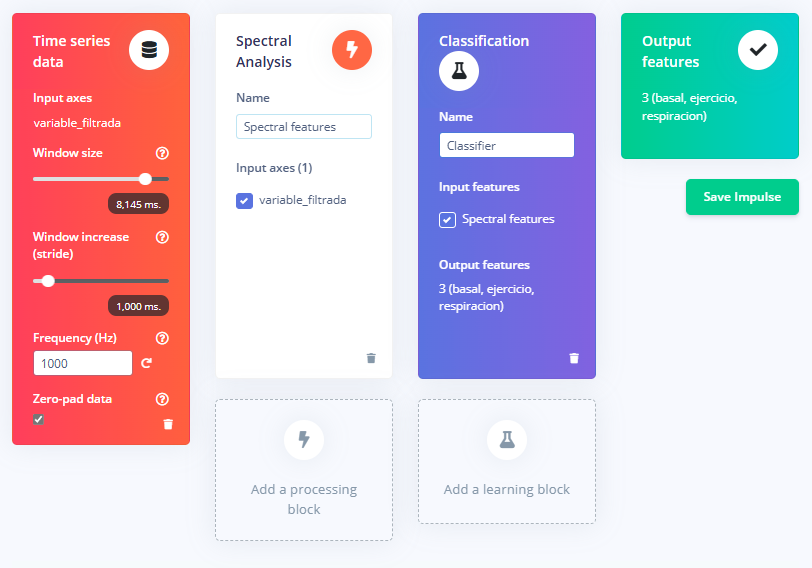 Time series
data
Input axes
variable_filtrada
Window size
8,145 ms.
Window increase
(stride)
1,000 ms.
Frequency (Hz)
1000
Zero-pad data
Spectral
Analysis
Name
Spectral features
Input axes (1)
variable_filtrada
Add a processing
block
Classification
Name
Classifier
Input features
Spectral features
Output features
3 (basal, ejercicio,
respiracion)
Add a learning block
Output
features
3 (basal, ejercicio,
respiracion)
Save Impulse